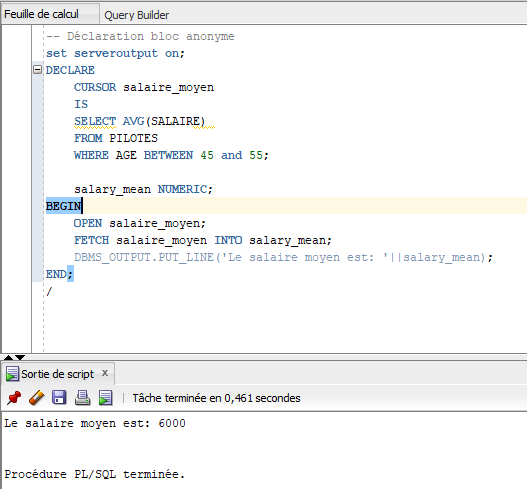 Feuille de calcul Query Builder
-- Déclaration bloc anonyme
set serveroutput on;
DECLARE
CURSOR salaire_moyen
IS
SELECT AVG(SALAIRE)
FROM PILOTES
WHERE AGE BETWEEN 45 and 55;
salary_mean NUMERIC;
BEGIN
OPEN salaire_moyen;
FETCH salaire_moyen INTO salary_mean;
DBMS_OUTPUT.PUT_LINE('Le salaire moyen est: '||salary_mean);
END;
/
Sortie de script x
Tâche terminée en 0,461 secondes
Le salaire moyen est: 6000
Procédure PL/SQL terminée.